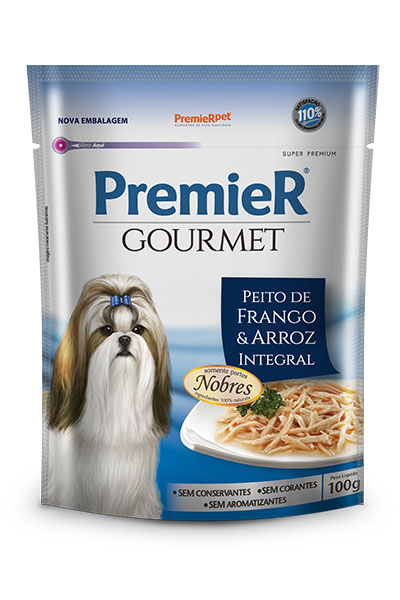 NOVA EMBALAGEM
PremieRpet
ALIMENTOS DE ALTA QUALIDADE
SATISFAÇÃO
110%
Abra Aqui
SUPER PREMIUM
PremieR®
GOURMET
PEITO DE
FRANGO
& ARROZ
INTEGRAL
somente partes
Nobres
ingredientes 100% naturais
Peso Líquido
100g
• SEM CONSERVANTES • SEM CORANTES
• SEM AROMATIZANTES